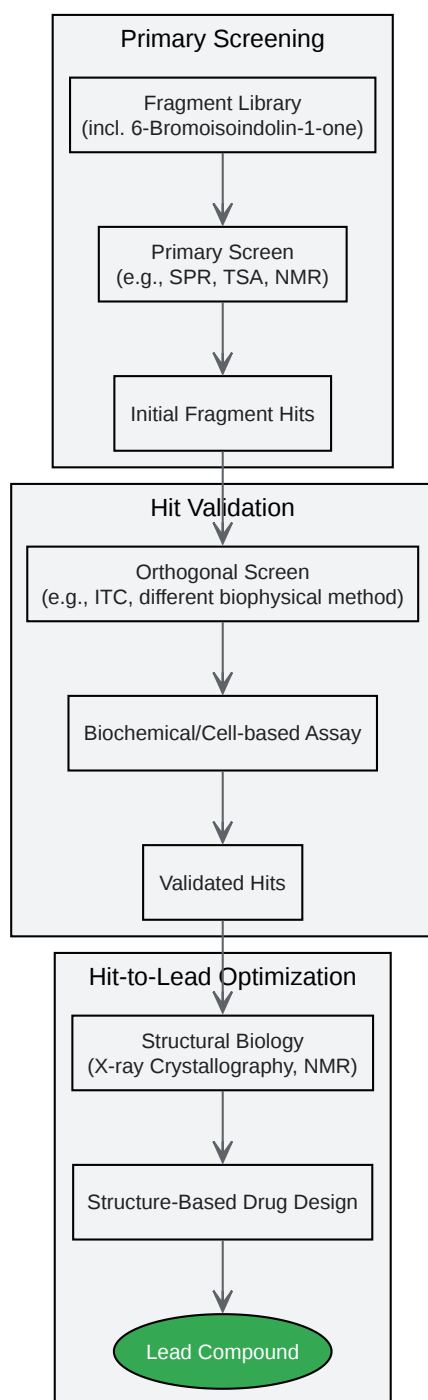 Primary Screening
Fragment Library
(incl. 6-Bromoisoindolin-1-one)
Primary Screen
(e.g., SPR, TSA, NMR)
Initial Fragment Hits
Hit Validation
Orthogonal Screen
(e.g., ITC, different biophysical method)
Biochemical/Cell-based Assay
Validated Hits
Hit-to-Lead Optimization
Structural Biology
(X-ray Crystallography, NMR)
Structure-Based Drug Design
Lead Compound